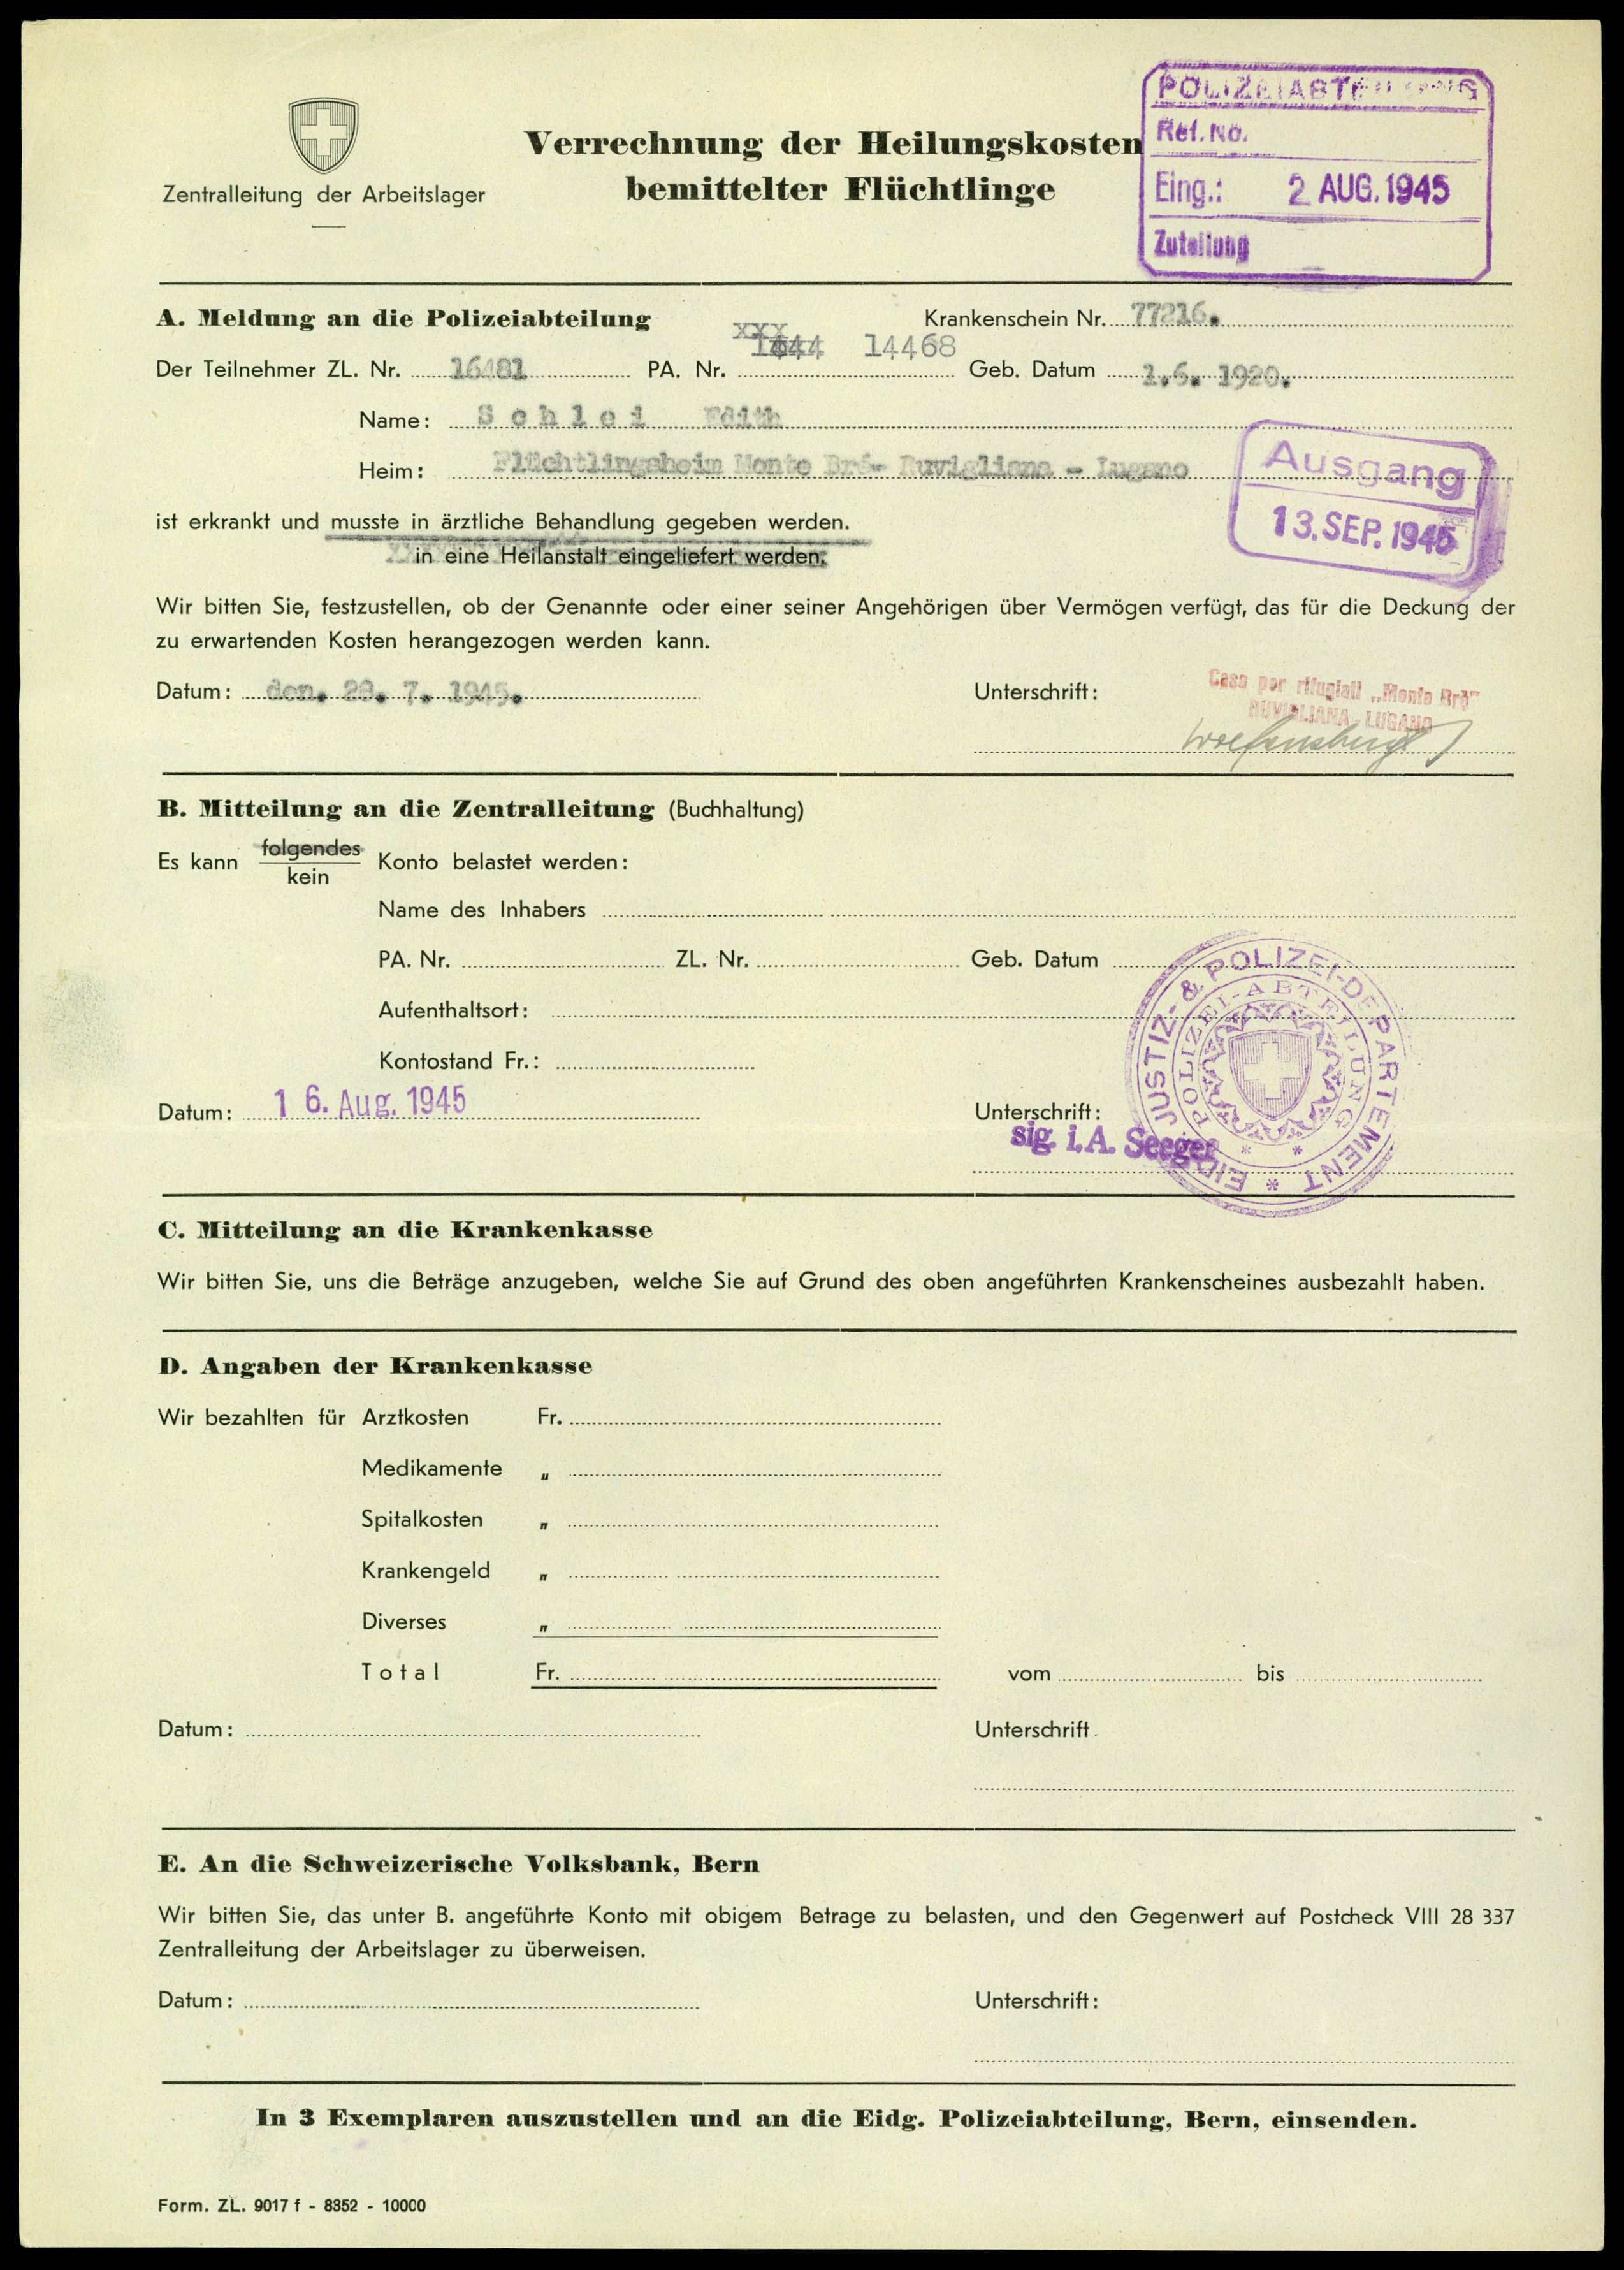 POLIZEIABTEILUNG
Ref. No.
Eing.: 2 AUG. 1945
Zuteilung
Zentralleitung der Arbeitslager
Verrechnung der Heilungskosten
bemittelter Flüchtlinge
A. Meldung an die Polizeiabteilung
Krankenschein Nr. 77216.
xxx
Der Teilnehmer ZL. Nr. 16481 PA. Nr. 14468 Geb. Datum 1.6. 1920.
Name: Schlei Edith
Heim: Flüchtlingsheim Monte Bré- Ruvigliana - Lugano
Ausgang
13. SEP. 1945
ist erkrankt und musste in ärztliche Behandlung gegeben werden.
in eine Heilanstalt eingeliefert werden.
Wir bitten Sie, festzustellen, ob der Genannte oder einer seiner Angehörigen über Vermögen verfügt, das für die Deckung der
zu erwartenden Kosten herangezogen werden kann.
Datum: den. 28. 7. 1945.
Unterschrift:
Casa per rifugiati „Monte Brè"
RUVIGLIANA - LUGANO
B. Mitteilung an die Zentralleitung (Buchhaltung)
Es kann folgendes
kein Konto belastet werden:
Name des Inhabers
PA. Nr. ZL. Nr. Geb. Datum
Aufenthaltsort:
Kontostand Fr.:
Datum: 16. Aug. 1945
Unterschrift:
sig. i.A. Seeger
EIDG. JUSTIZ- & POLIZEI-DEPARTEMENT *
* POLIZEI-ABTEILUNG *
C. Mitteilung an die Krankenkasse
Wir bitten Sie, uns die Beträge anzugeben, welche Sie auf Grund des oben angeführten Krankenscheines ausbezahlt haben.
D. Angaben der Krankenkasse
Wir bezahlten für Arztkosten Fr.
Medikamente „
Spitalkosten „
Krankengeld „
Diverses „
Total Fr. vom bis
Datum:
Unterschrift
E. An die Schweizerische Volksbank, Bern
Wir bitten Sie, das unter B. angeführte Konto mit obigem Betrage zu belasten, und den Gegenwert auf Postcheck VIII 28 337
Zentralleitung der Arbeitslager zu überweisen.
Datum:
Unterschrift:
In 3 Exemplaren auszustellen und an die Eidg. Polizeiabteilung, Bern, einsenden.
Form. ZL. 9017 f - 8352 - 10000